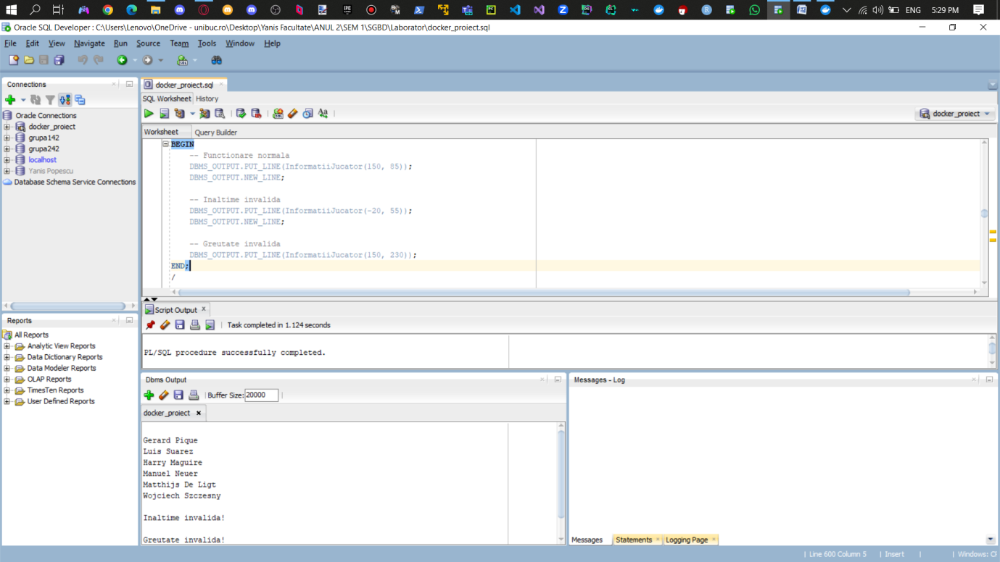 ENG 5:29 PM
Oracle SQL Developer : C:\Users\Lenovo\OneDrive - unibuc.ro\Desktop\Yanis Facultate\ANUL 2\SEM 1\SGBD\Laborator\docker_proiect.sql
File Edit View Navigate Run Source Team Tools Window Help
Connections
Oracle Connections
docker_proiect
grupa142
grupa242
localhost
Yanis Popescu
Database Schema Service Connections
Reports
All Reports
Analytic View Reports
Data Dictionary Reports
Data Modeler Reports
OLAP Reports
TimesTen Reports
User Defined Reports
docker_proiect.sql
SQL Worksheet History
docker_proiect
Worksheet Query Builder
BEGIN
-- Functionare normala
DBMS_OUTPUT.PUT_LINE(InformatiiJucator(150, 85));
DBMS_OUTPUT.NEW_LINE;
-- Inaltime invalida
DBMS_OUTPUT.PUT_LINE(InformatiiJucator(-20, 55));
DBMS_OUTPUT.NEW_LINE;
-- Greutate invalida
DBMS_OUTPUT.PUT_LINE(InformatiiJucator(150, 230));
END;
/
Script Output
Task completed in 1.124 seconds
PL/SQL procedure successfully completed.
Dbms Output
Buffer Size: 20000
docker_proiect
Gerard Pique
Luis Suarez
Harry Maguire
Manuel Neuer
Matthijs De Ligt
Wojciech Szczesny
Inaltime invalida!
Greutate invalida!
Messages - Log
Messages Statements Logging Page
Line 600 Column 5 Insert Windows: CF